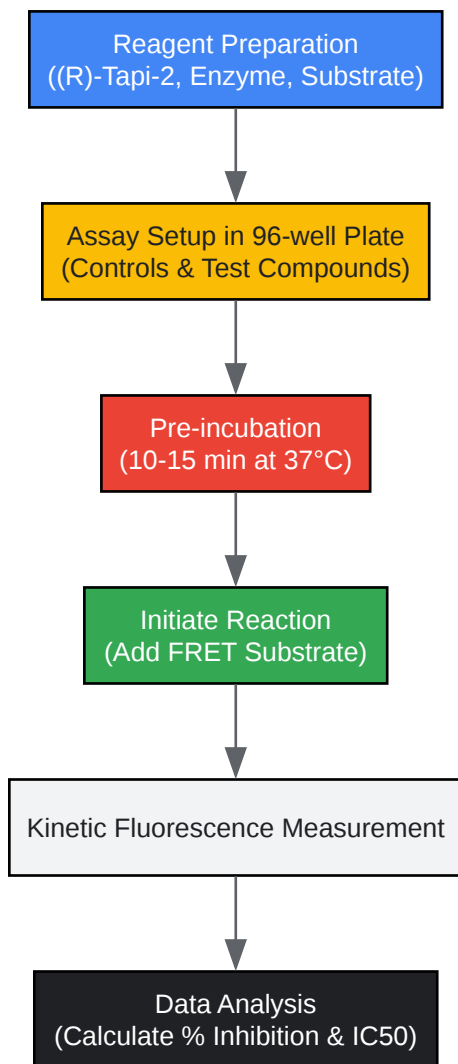 Reagent Preparation
((R)-Tapi-2, Enzyme, Substrate)
Assay Setup in 96-well Plate
(Controls & Test Compounds)
Pre-incubation
(10-15 min at 37°C)
Initiate Reaction
(Add FRET Substrate)
Kinetic Fluorescence Measurement
Data Analysis
(Calculate % Inhibition & IC50)